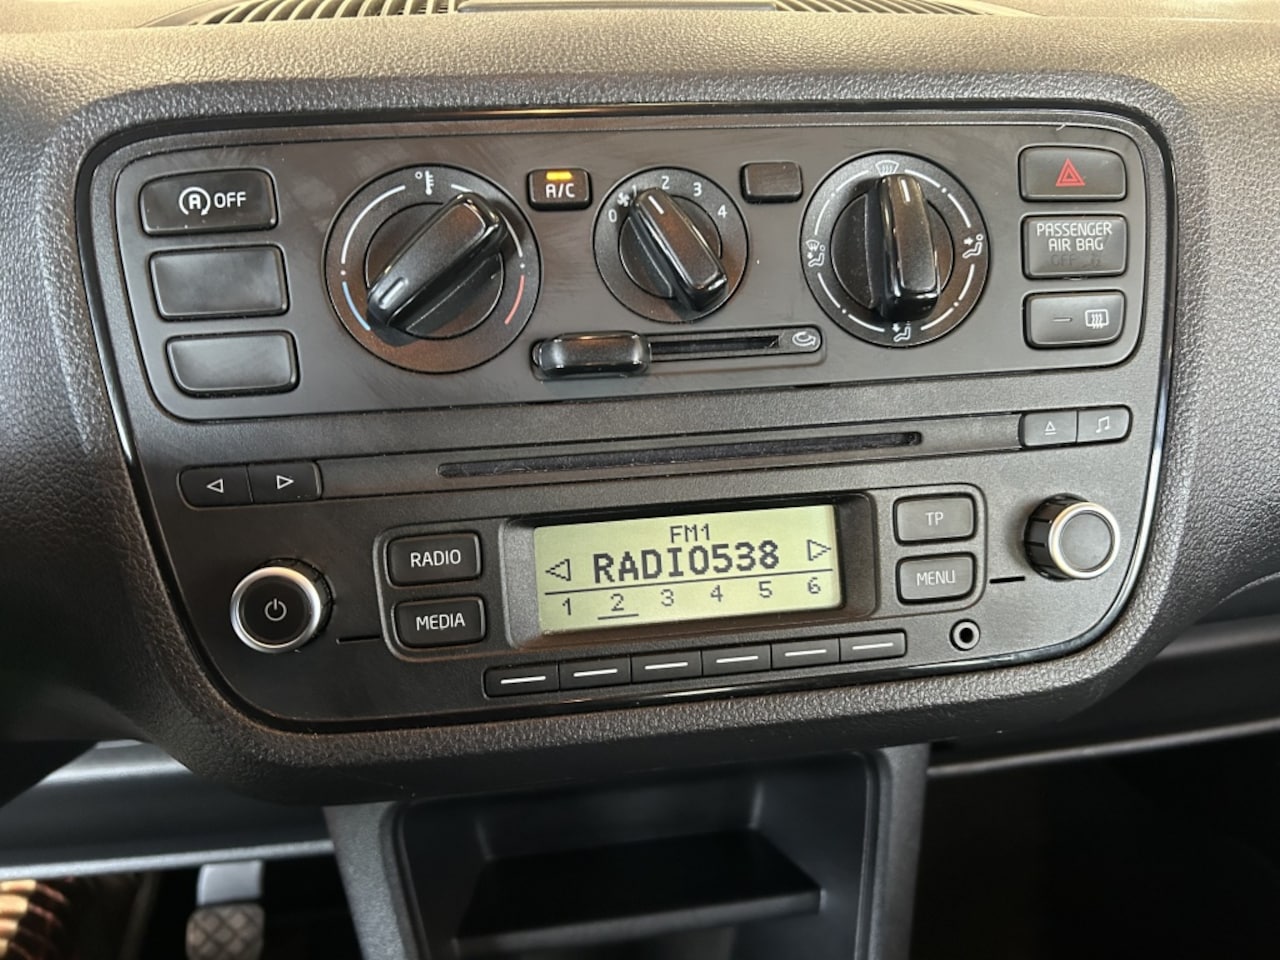 (A) OFF
A/C
0 1 2 3 4
PASSENGER
AIR BAG
OFF
RADIO
MEDIA
FM1
RADIO538
1 2 3 4 5 6
TP
MENU